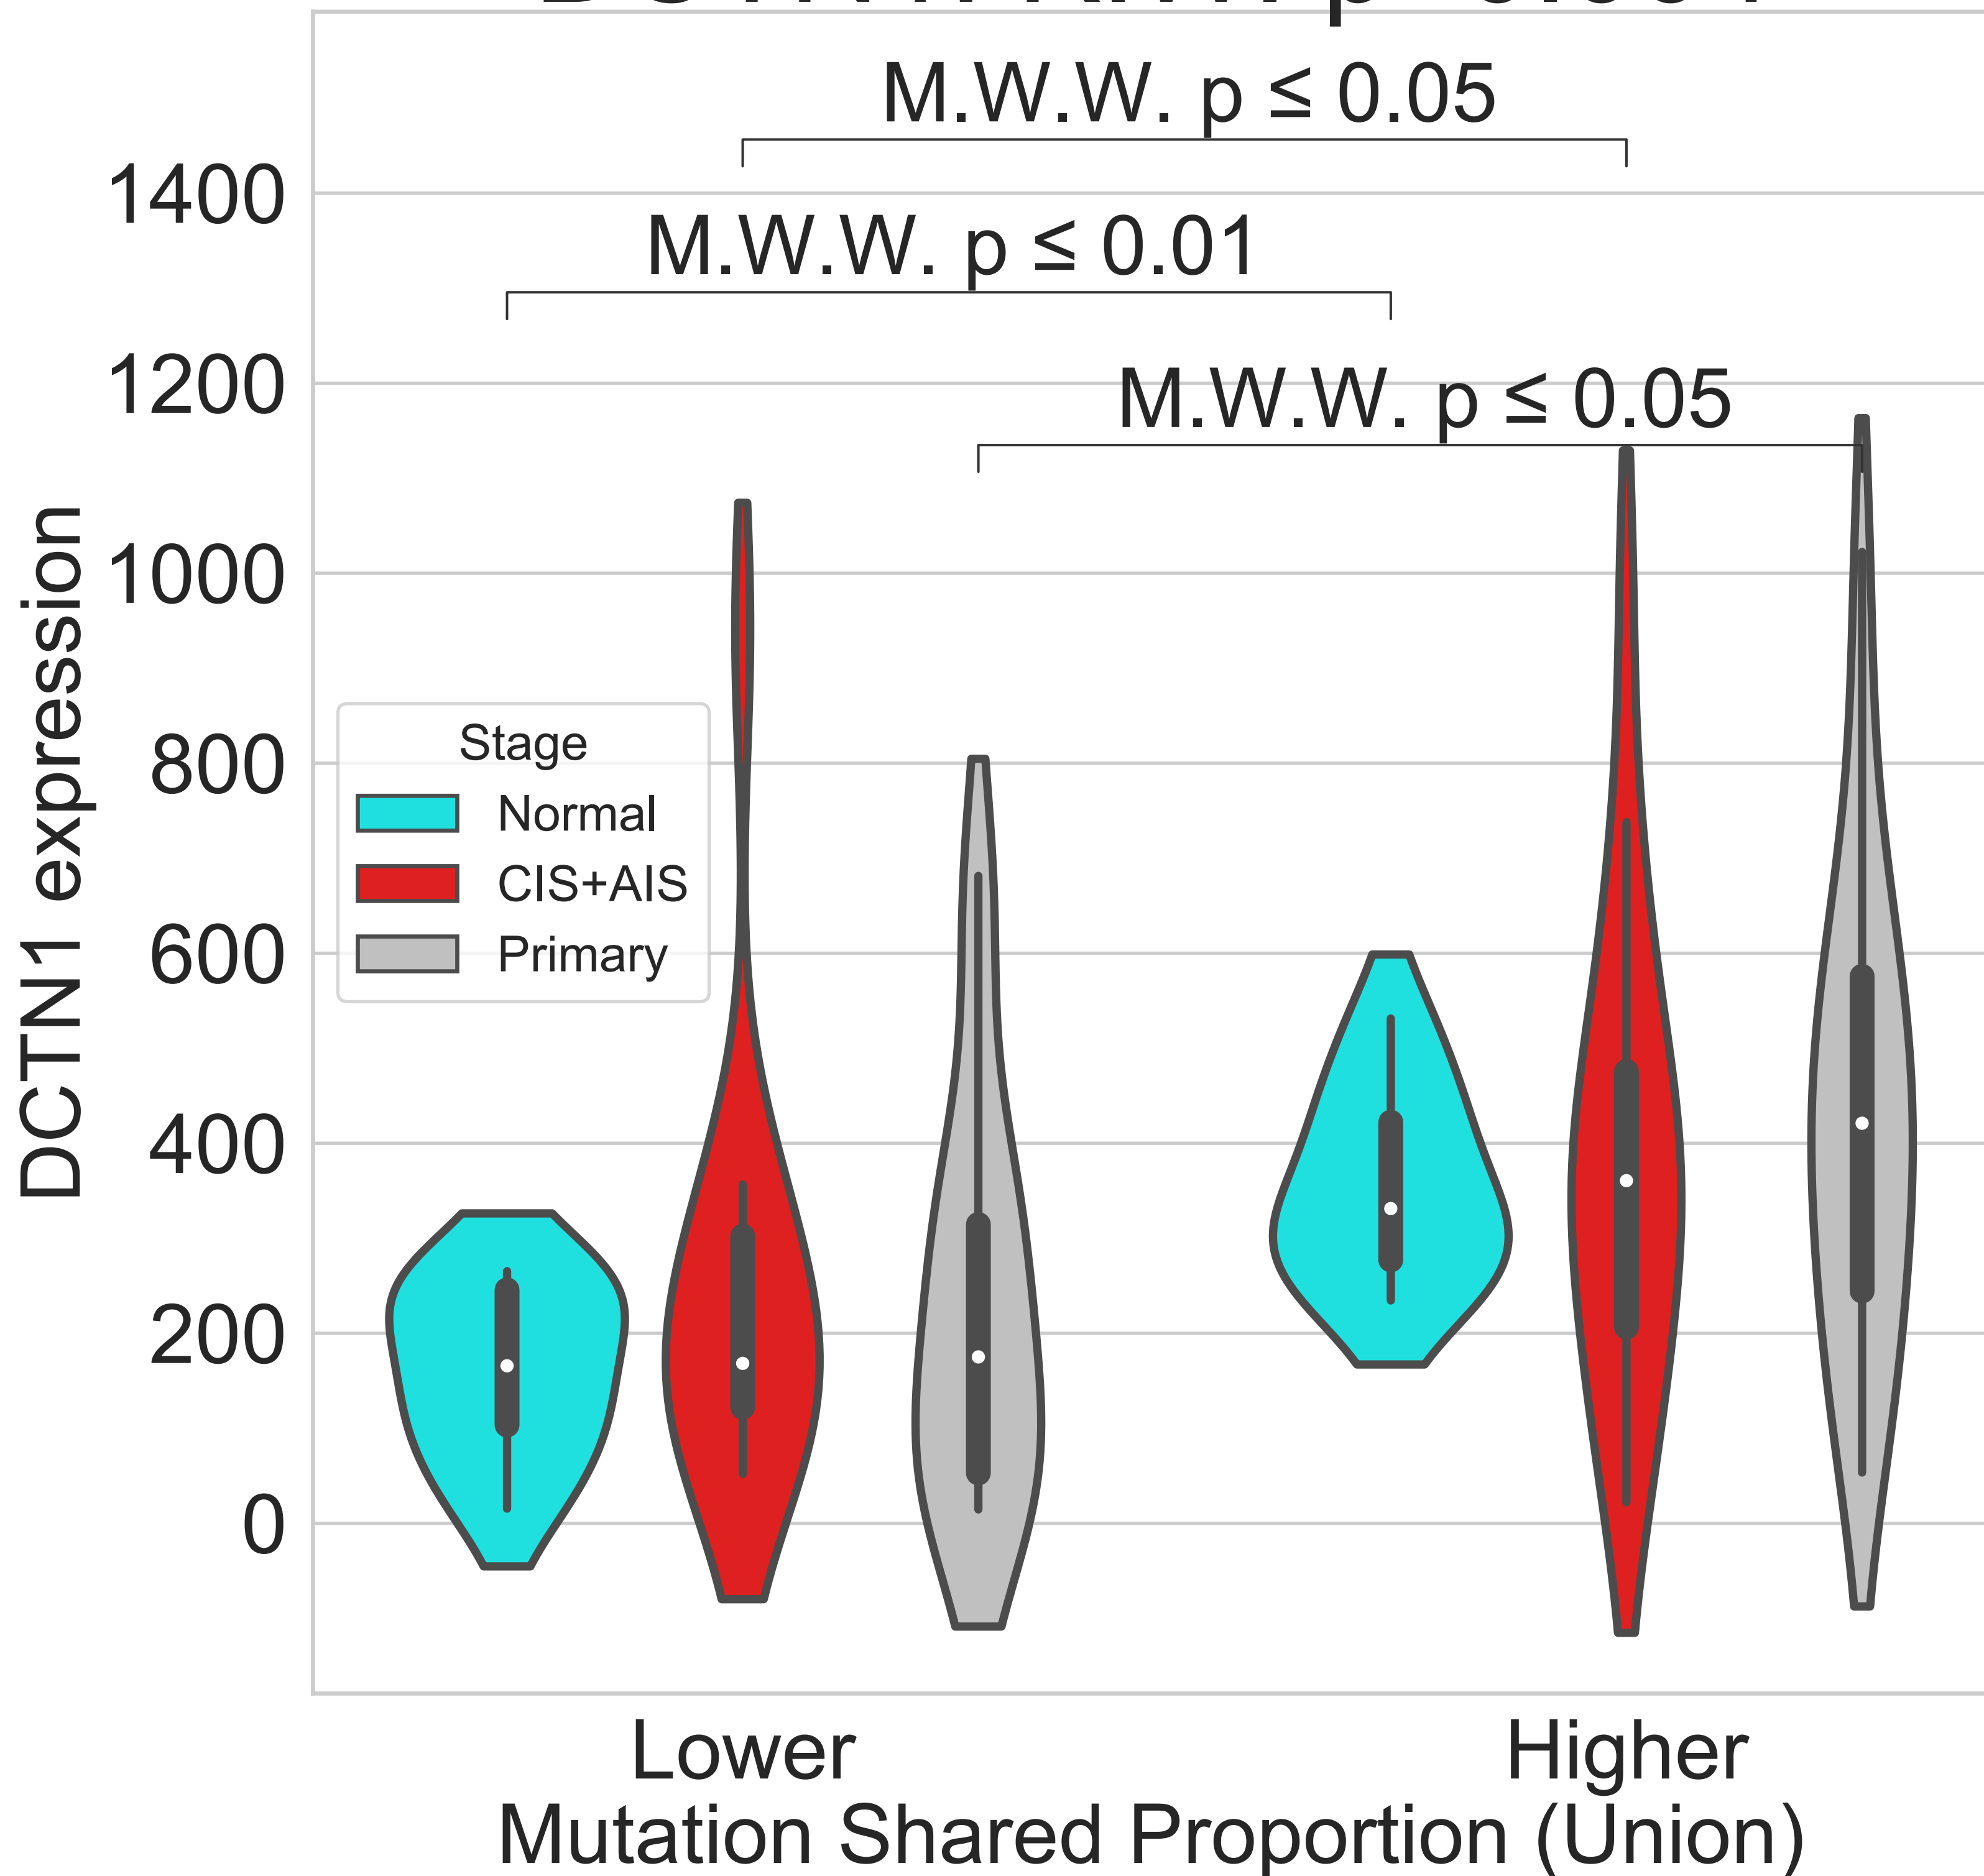 M.W.W. p ≤ 0.05
1400
M.W.W. p ≤ 0.01
1200
M.W.W. p ≤ 0.05
1000
800
600
400
200
0
DCTN1 expression
Stage
Normal
CIS+AIS
Primary
Lower
Higher
Mutation Shared Proportion (Union)